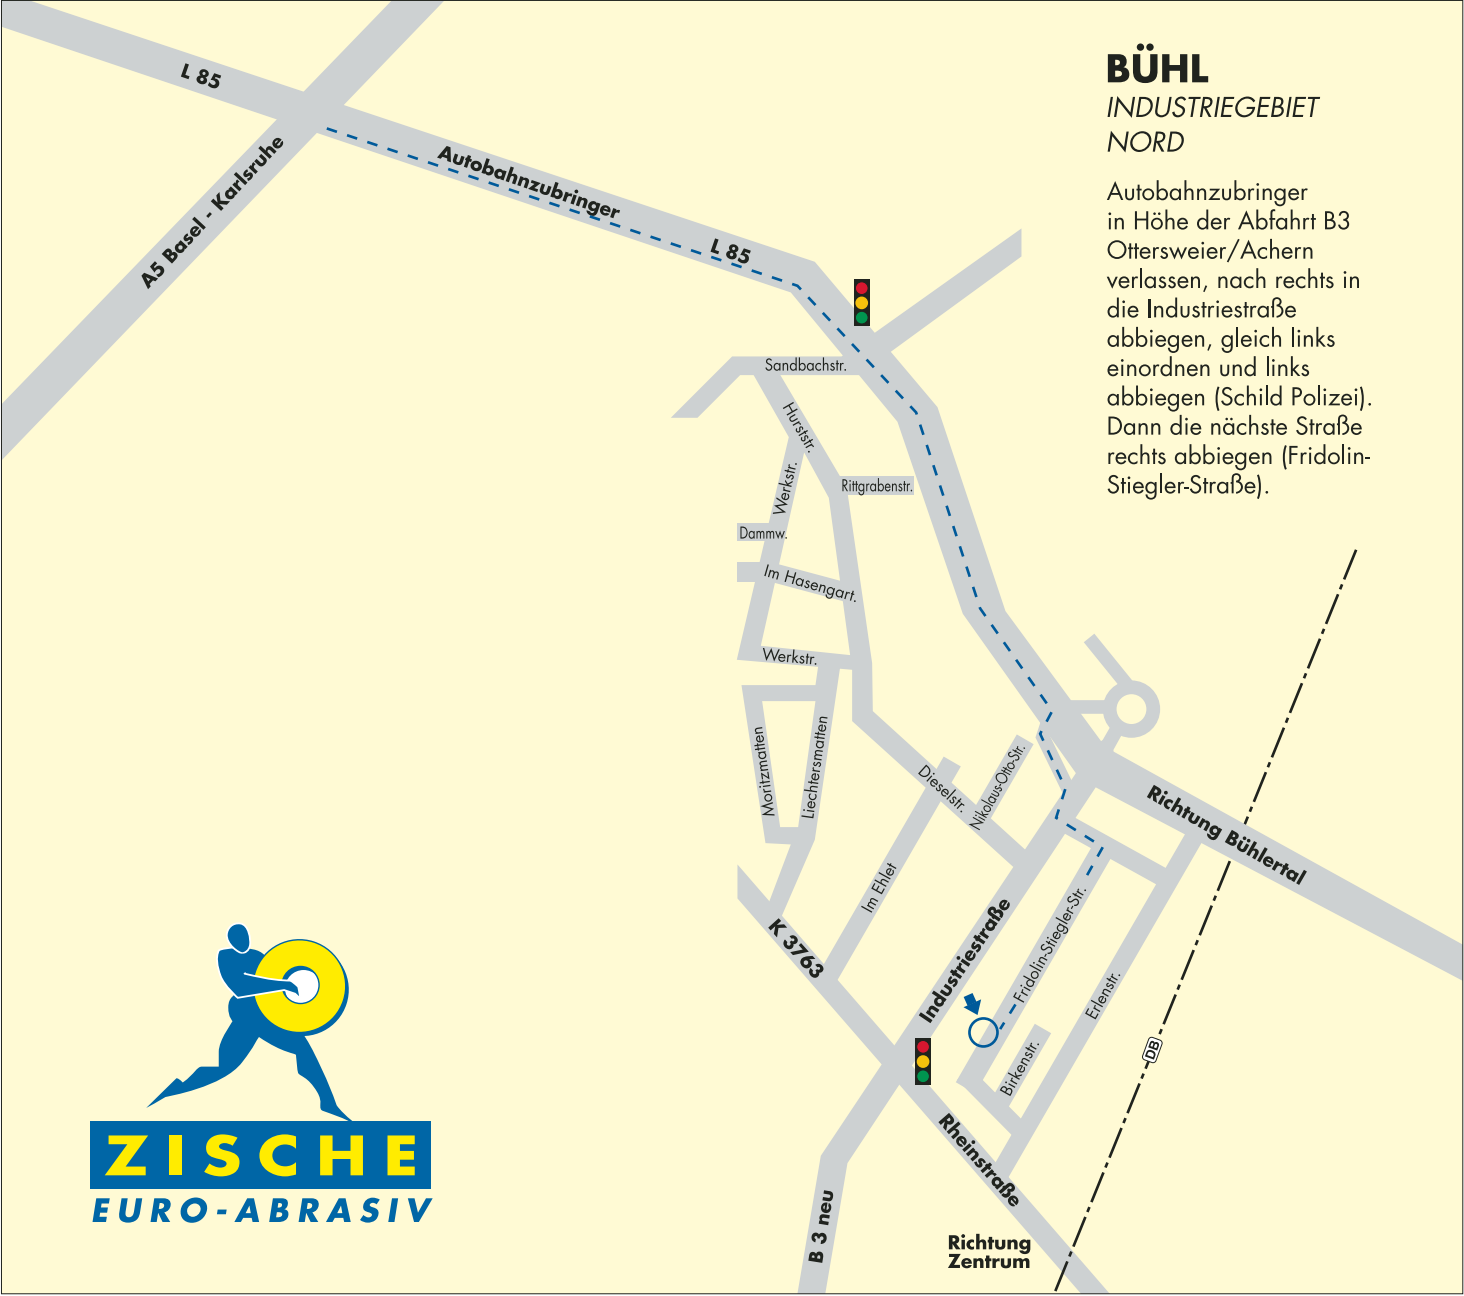 BÜHL
INDUSTRIEGEBIET
NORD
Autobahnzubringer
in Höhe der Abfahrt B3
Ottersweier/Achern
verlassen, nach rechts in
die Industriestraße
abbiegen, gleich links
einordnen und links
abbiegen (Schild Polizei).
Dann die nächste Straße
rechts abbiegen (Fridolin-
Stiegler-Straße).
L 85
A5 Basel - Karlsruhe
Autobahnzubringer
L 85
Sandbachstr.
Hurststr.
Werkstr.
Rittgrabenstr.
Dammw.
Im Hasengart.
Werkstr.
Moritzmatten
Liechtersmatten
Dieselstr.
Nikolaus-Otto-Str.
Richtung Bühlertal
Im Ehlet
K 3763
Industriestraße
Fridolin-Stiegler-Str.
Erlenstr.
Birkenstr.
DB
Rheinstraße
B 3 neu
Richtung
Zentrum
ZISCHE
EURO-ABRASIV